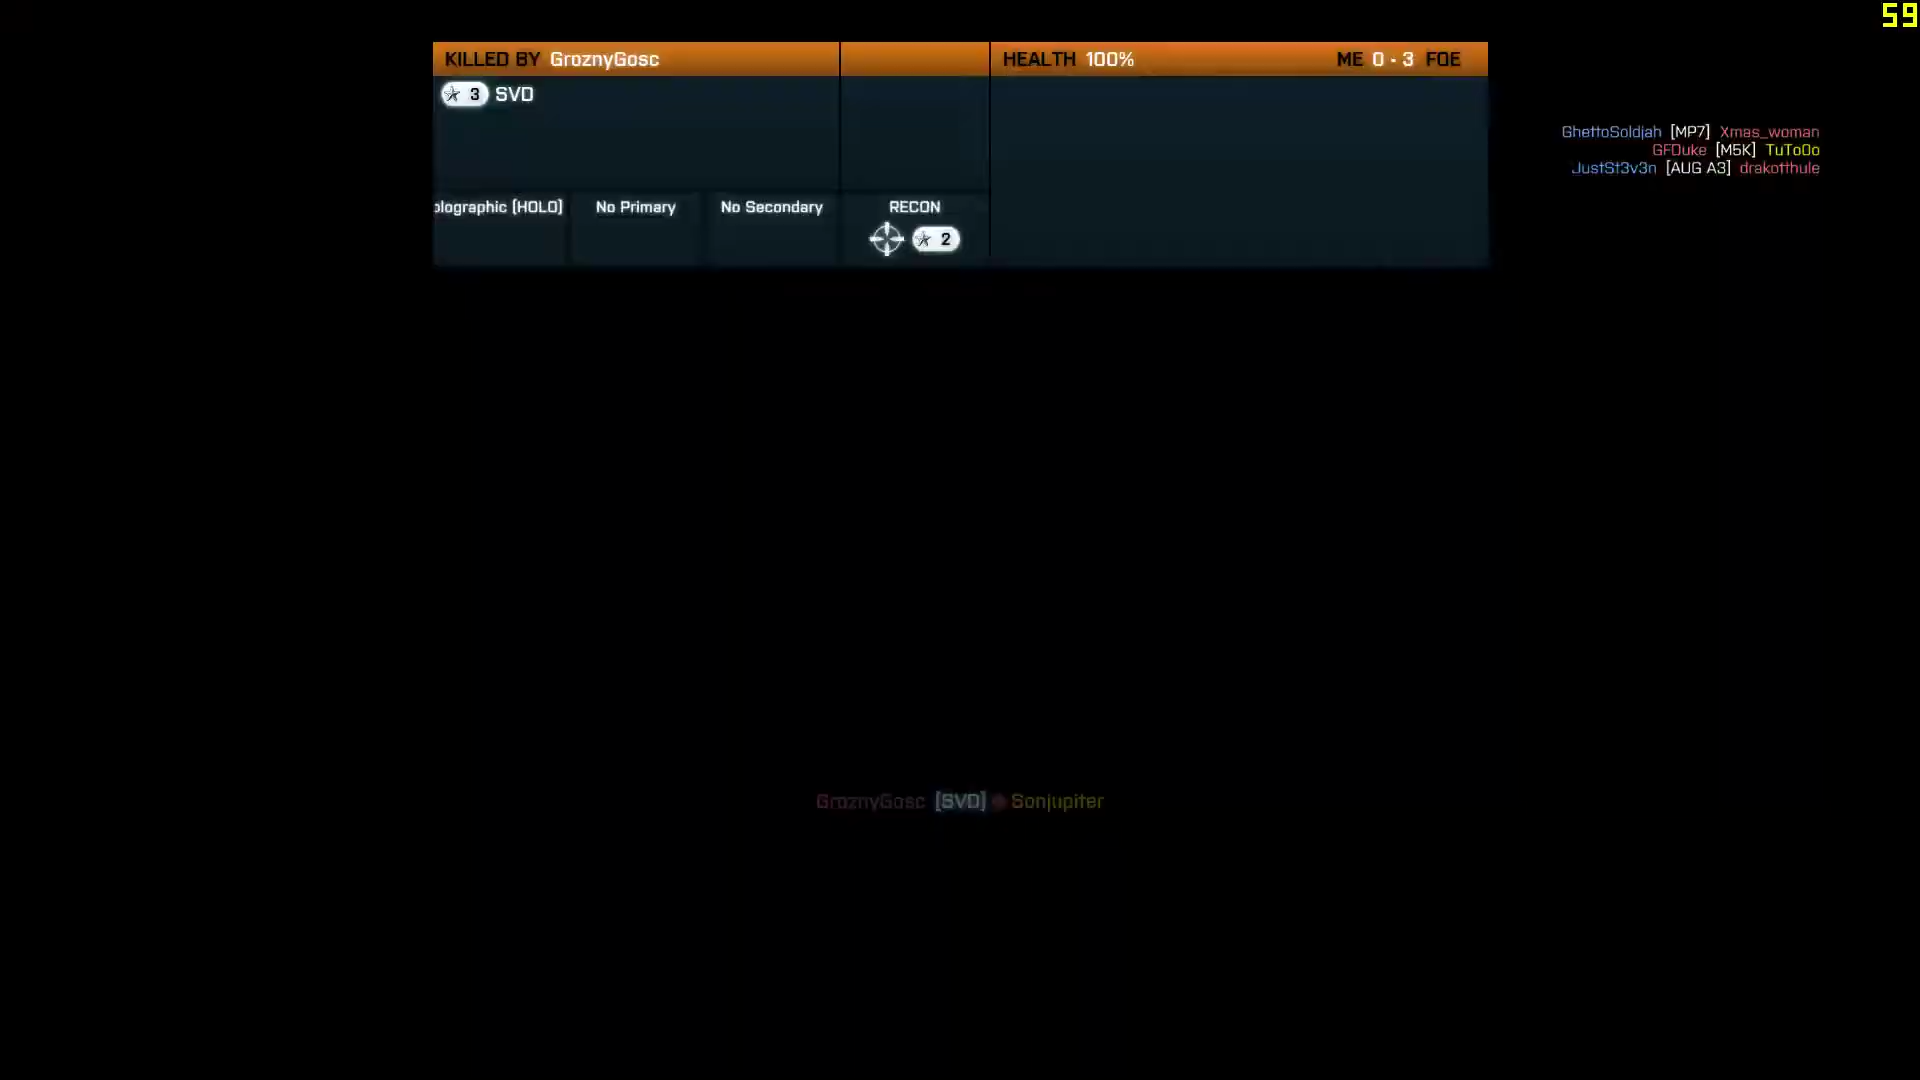 59
KILLED BY GroznyGosc
HEALTH 100% ME 0 - 3 FOE
3 SVD
GhettoSoldjah [MP7] Xmas_woman
GFDuke [M5K] TuTo0o
JustSt3v3n [AUG A3] drakotthule
olographic [HOLO] No Primary No Secondary RECON
2
GroznyGosc [SVD] Sonjupiter